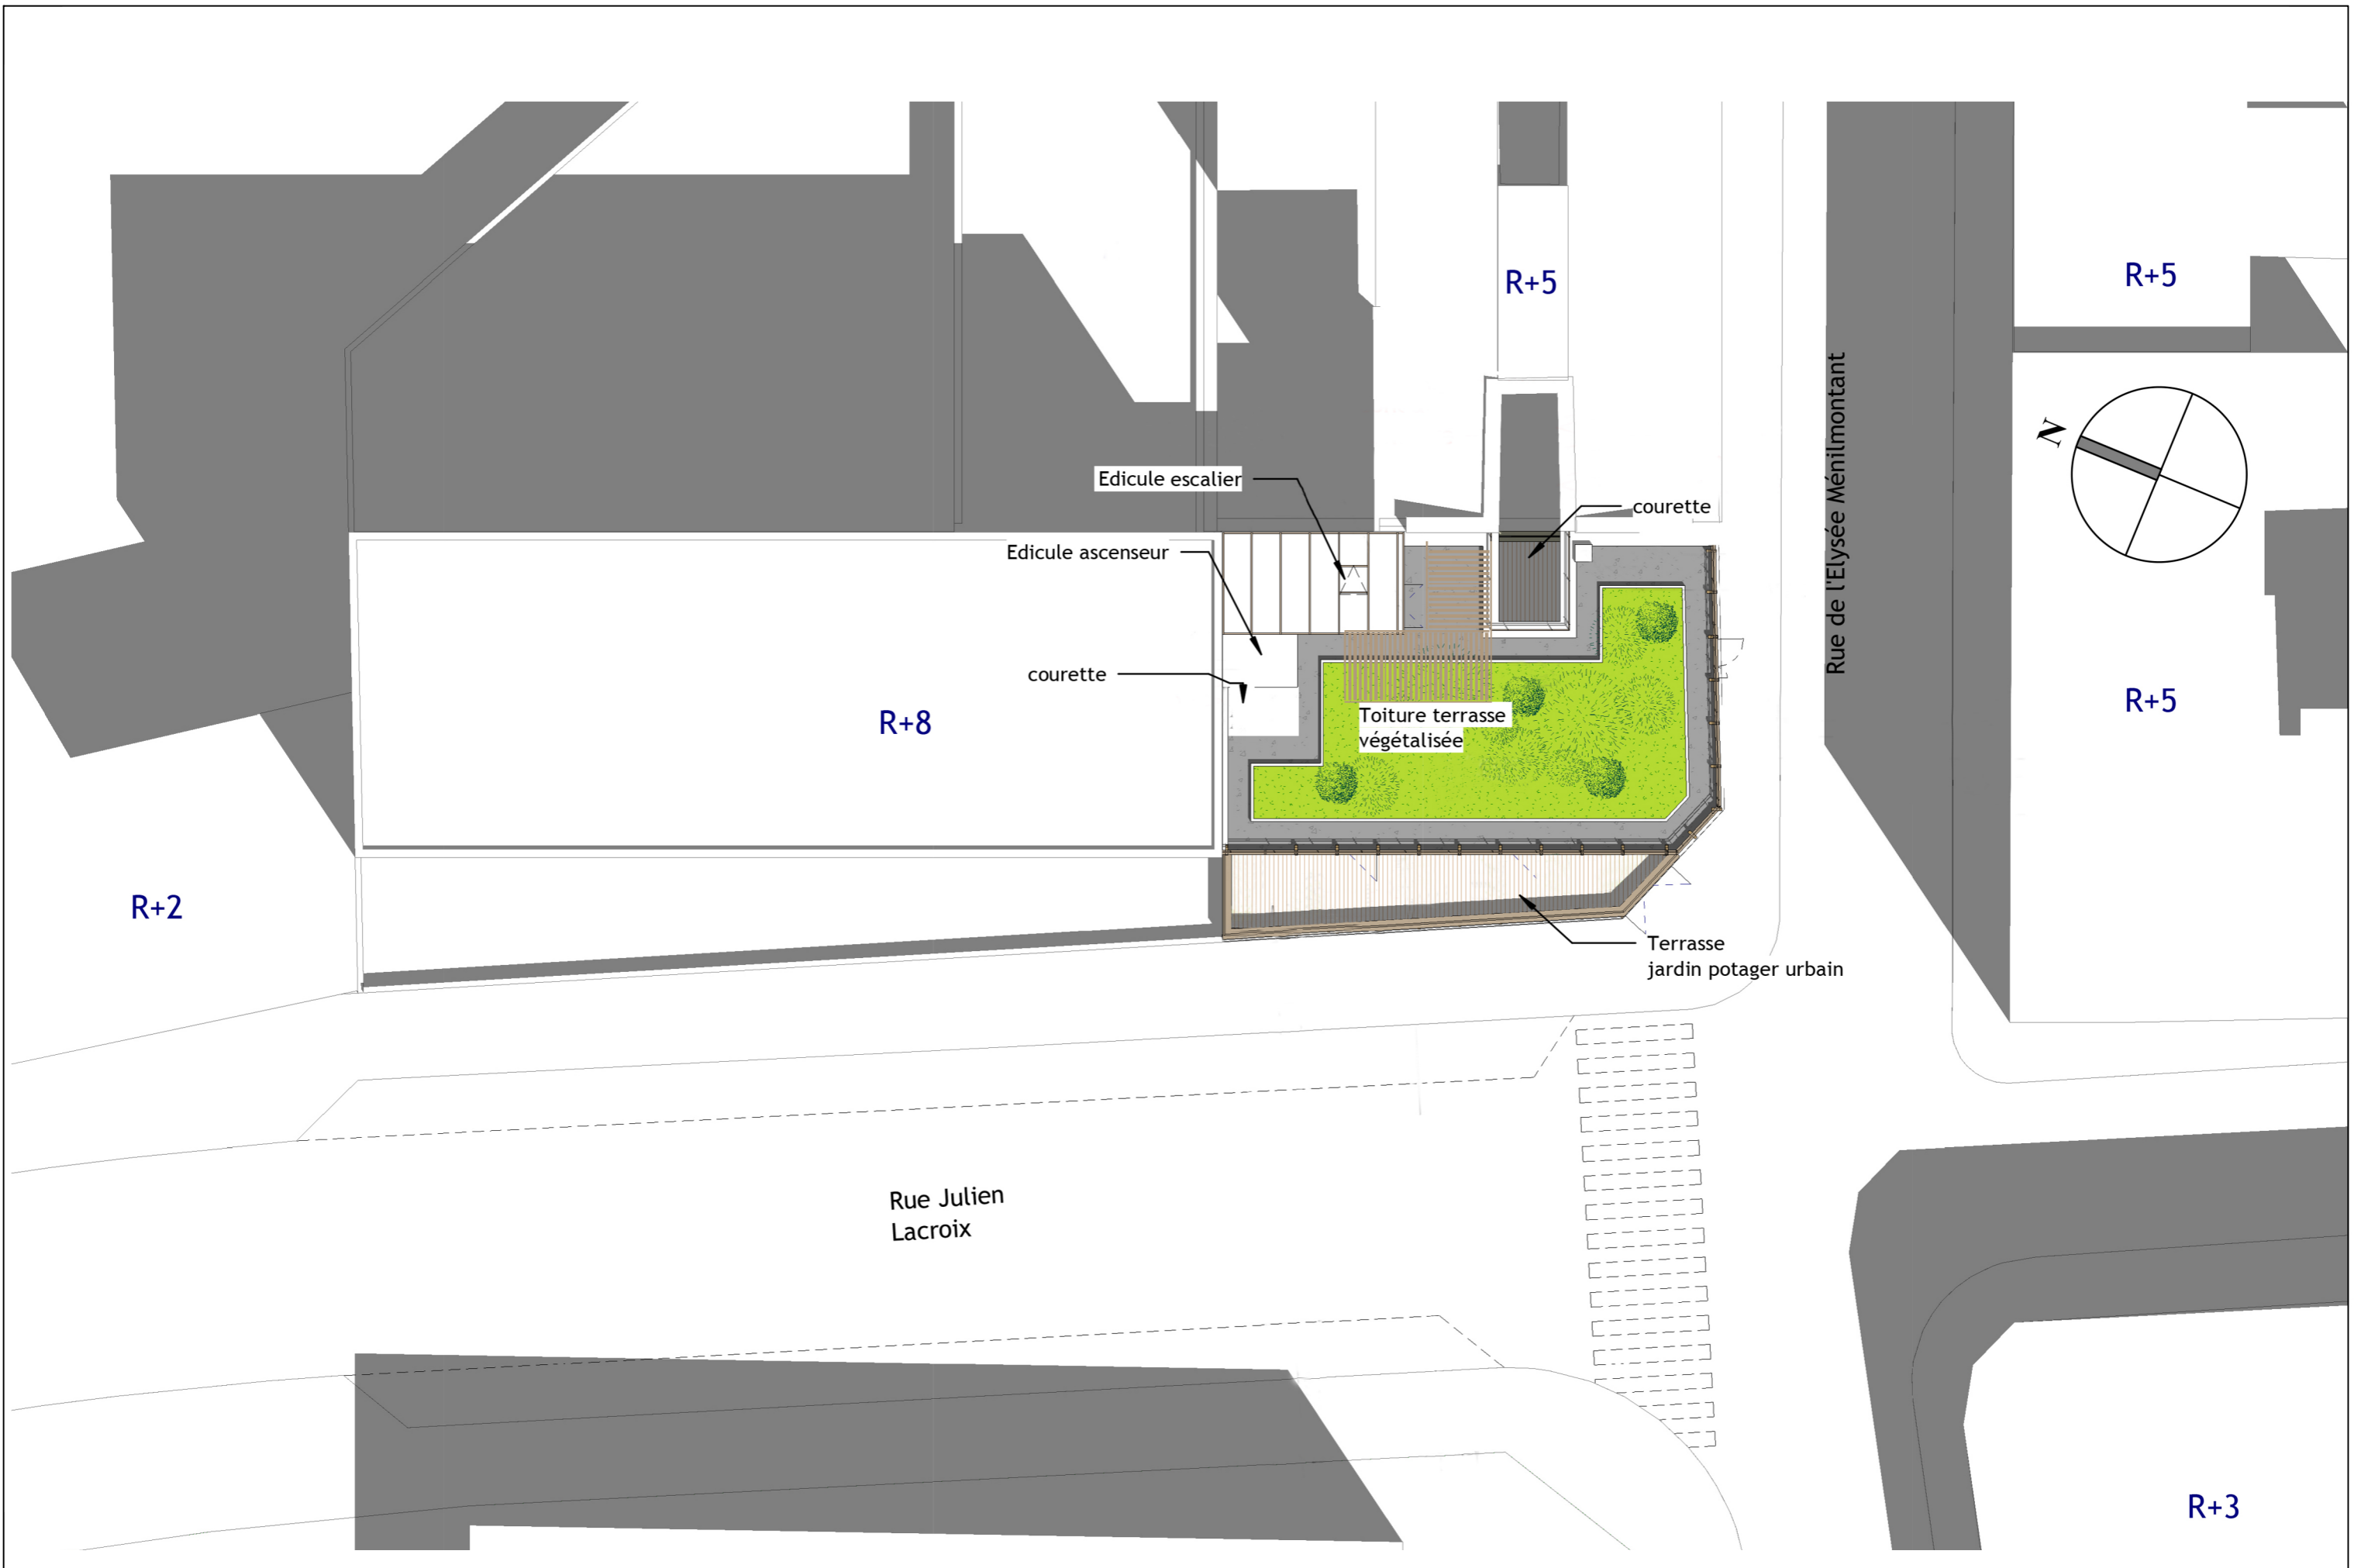 R+5
R+5
N
Rue de l'Elysée Ménilmontant
Edicule escalier
courette
Edicule ascenseur
courette
R+8
Toiture terrasse
végétalisée
R+5
R+2
Terrasse
jardin potager urbain
Rue Julien
Lacroix
R+3